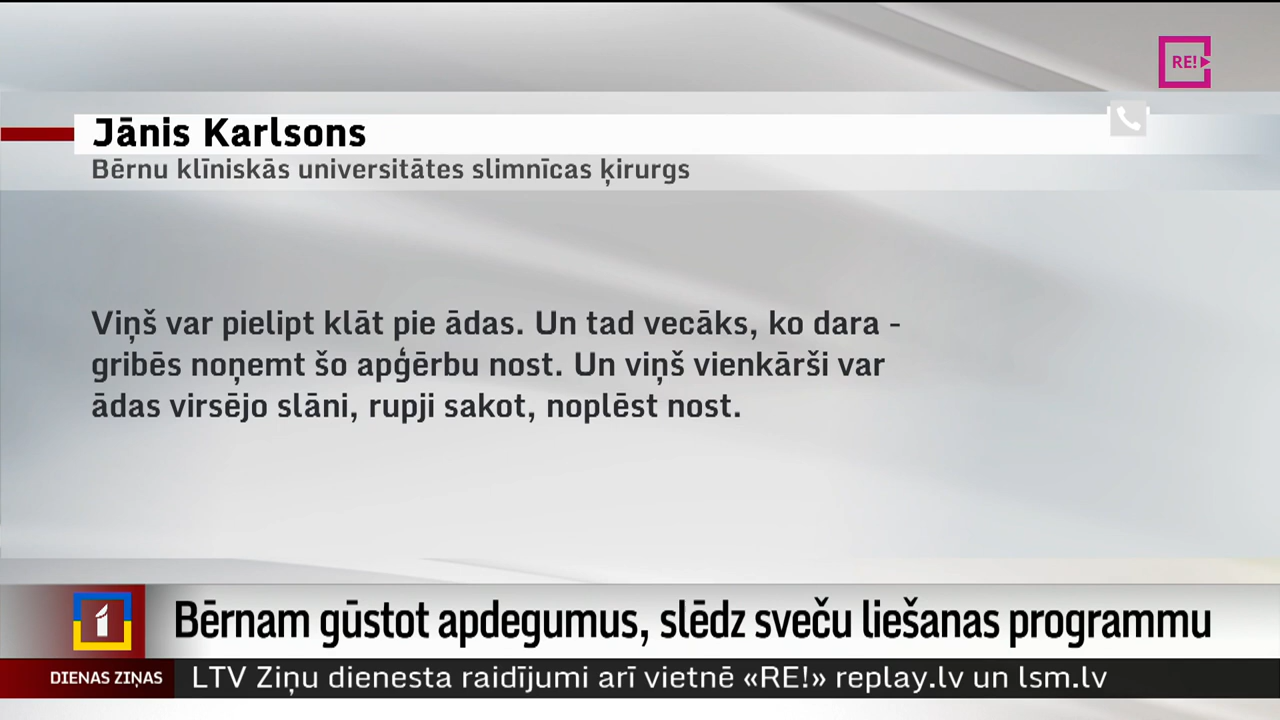 RE!
Jānis Karlsons
Bērnu klīniskās universitātes slimnīcas ķirurgs
Viņš var pielipt klāt pie ādas. Un tad vecāks, ko dara -
gribēs noņemt šo apģērbu nost. Un viņš vienkārši var
ādas virsējo slāni, rupji sakot, noplēst nost.
1
Bērnam gūstot apdegumus, slēdz sveču liešanas programmu
DIENAS ZIŅAS
LTV Ziņu dienesta raidījumi arī vietnē «RE!» replay.lv un lsm.lv